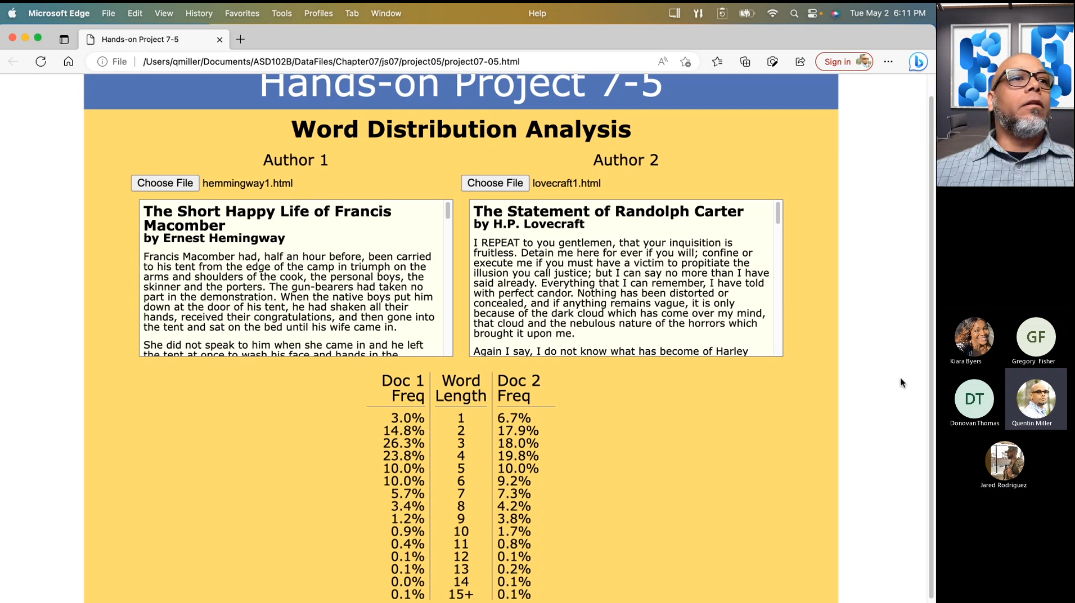 Microsoft Edge File Edit View History Favorites Tools Profiles Tab Window Help Tue May 2 6:11 PM
Hands-on Project 7-5
File /Users/qmiller/Documents/ASD102B/DataFiles/Chapter07/js07/project05/project07-05.html Sign in
Hands-on Project 7-5
Word Distribution Analysis
Author 1
Choose File hemmingway1.html
The Short Happy Life of Francis
Macomber
by Ernest Hemingway
Francis Macomber had, half an hour before, been carried
to his tent from the edge of the camp in triumph on the
arms and shoulders of the cook, the personal boys, the
skinner and the porters. The gun-bearers had taken no
part in the demonstration. When the native boys put him
down at the door of his tent, he had shaken all their
hands, received their congratulations, and then gone into
the tent and sat on the bed until his wife came in.
She did not speak to him when she came in and he left
the tent at once to wash his face and hands in the
Author 2
Choose File lovecraft1.html
The Statement of Randolph Carter
by H.P. Lovecraft
I REPEAT to you gentlemen, that your inquisition is
fruitless. Detain me here for ever if you will; confine or
execute me if you must have a victim to propitiate the
illusion you call justice; but I can say no more than I have
said already. Everything that I can remember, I have told
with perfect candor. Nothing has been distorted or
concealed, and if anything remains vague, it is only
because of the dark cloud which has come over my mind,
that cloud and the nebulous nature of the horrors which
brought it upon me.
Again I say, I do not know what has become of Harley
Doc 1 Word Doc 2
Freq Length Freq
3.0% 1 6.7%
14.8% 2 17.9%
26.3% 3 18.0%
23.8% 4 19.8%
10.0% 5 10.0%
10.0% 6 9.2%
5.7% 7 7.3%
3.4% 8 4.2%
1.2% 9 3.8%
0.9% 10 1.7%
0.4% 11 0.8%
0.1% 12 0.1%
0.1% 13 0.2%
0.0% 14 0.1%
0.1% 15+ 0.1%
GF
Kiara Byers Gregory Fisher
DT
Donovan Thomas Quentin Miller
Jared Rodriguez